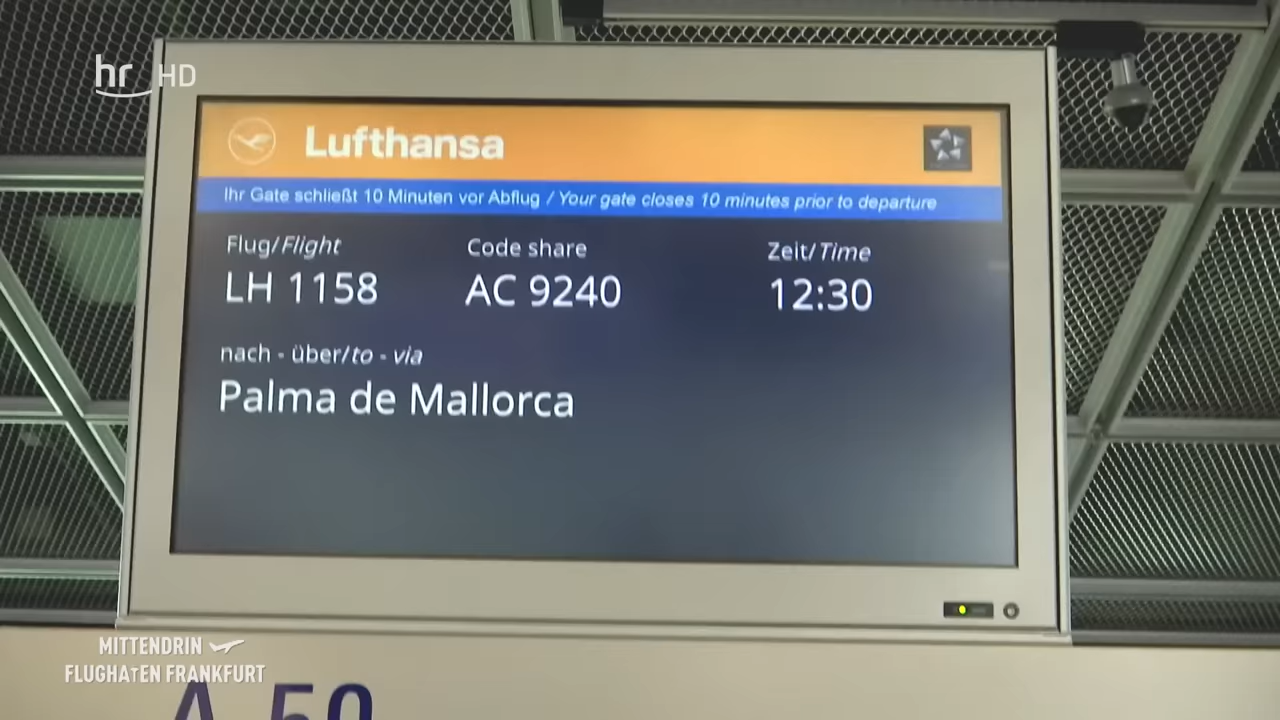 hr HD
Lufthansa
Ihr Gate schließt 10 Minuten vor Abflug / Your gate closes 10 minutes prior to departure
Flug/Flight Code share Zeit/Time
LH 1158 AC 9240 12:30
nach - über/to - via
Palma de Mallorca
MITTENDRIN
FLUGHAFEN FRANKFURT
A 50